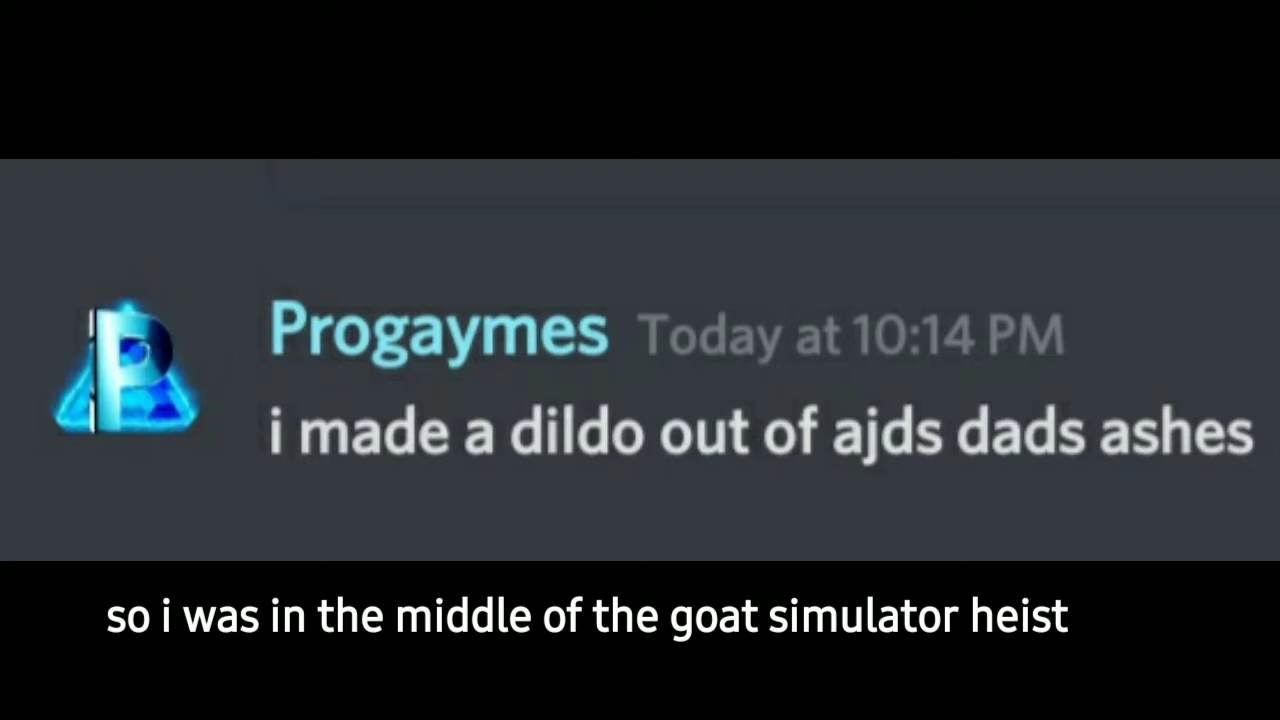 Progaymes Today at 10:14 PM
i made a dildo out of ajds dads ashes
so i was in the middle of the goat simulator heist